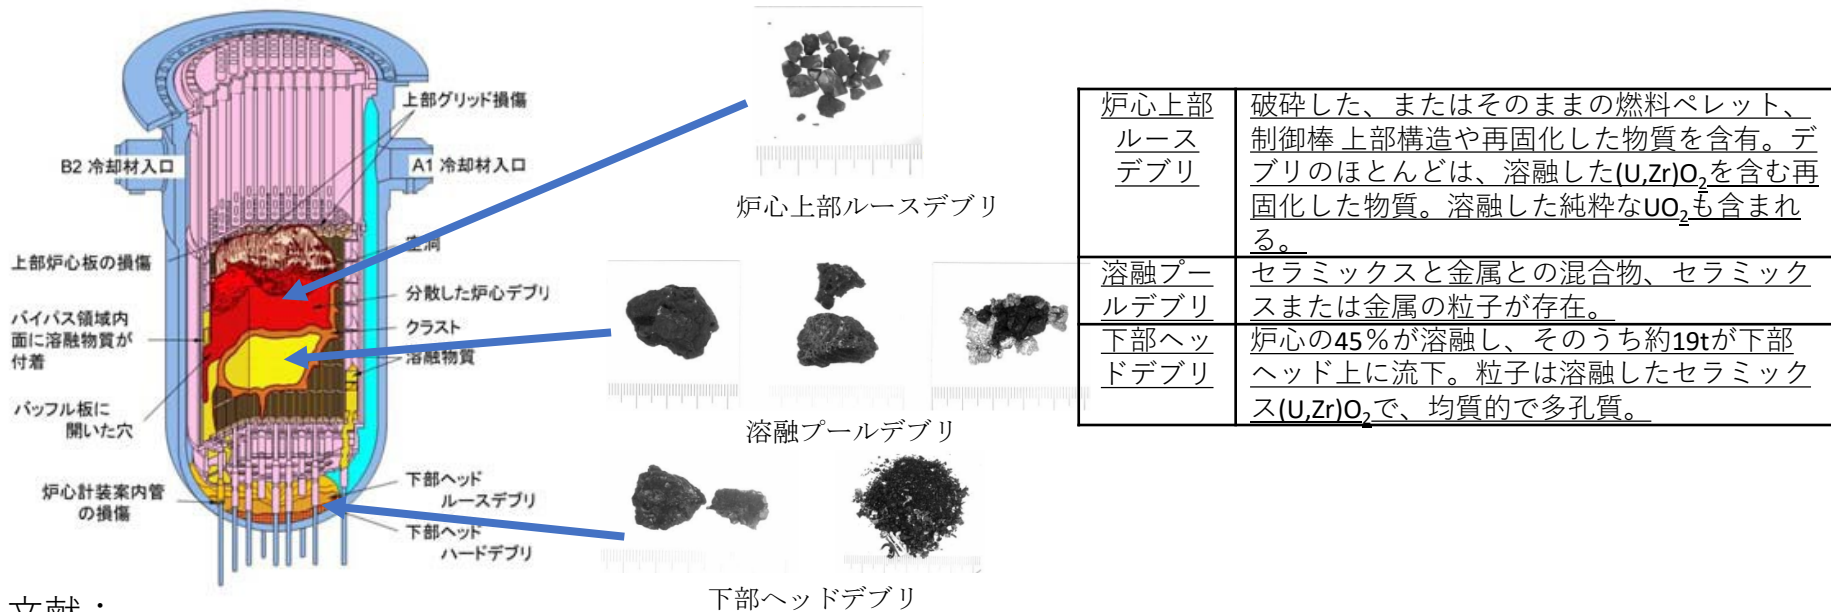 上部グリッド損傷
B2 冷却材入口
A1 冷却材入口
上部炉心板の損傷
空洞
分散した炉心デブリ
バイパス領域内
面に溶融物質が
付着
クラスト
溶融物質
バッフル板に
開いた穴
炉心計装案内管
の損傷
下部ヘッド
ルースデブリ
下部ヘッド
ハードデブリ
炉心上部ルースデブリ
溶融プールデブリ
下部ヘッドデブリ
炉心上部
ルース
デブリ
破砕した、またはそのままの燃料ペレット、
制御棒 上部構造や再固化した物質を含有。デ
ブリのほとんどは、溶融した(U,Zr)O2を含む再
固化した物質。溶融した純粋なUO2も含まれ
る。
溶融プー
ルデブリ
セラミックスと金属との混合物、セラミック
スまたは金属の粒子が存在。
下部ヘッ
ドデブリ
炉心の45%が溶融し、そのうち約19tが下部
ヘッド上に流下。粒子は溶融したセラミック
ス(U,Zr)O2で、均質的で多孔質。
文献：